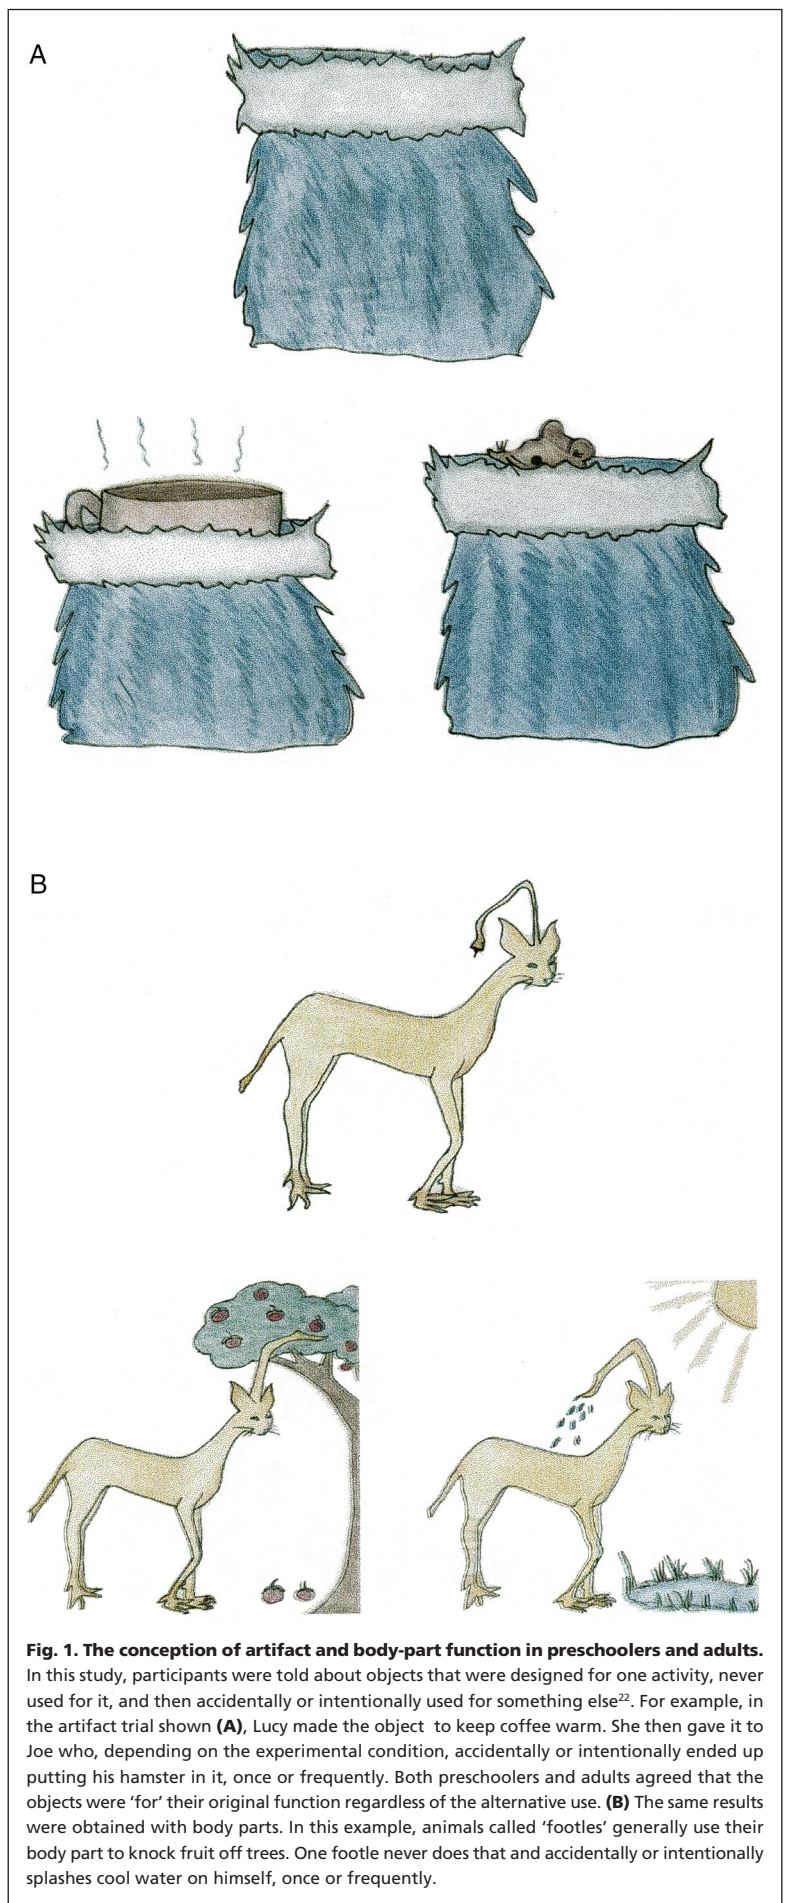 A
B
Fig. 1. The conception of artifact and body-part function in preschoolers and adults.
In this study, participants were told about objects that were designed for one activity, never
used for it, and then accidentally or intentionally used for something else²². For example, in
the artifact trial shown (A), Lucy made the object to keep coffee warm. She then gave it to
Joe who, depending on the experimental condition, accidentally or intentionally ended up
putting his hamster in it, once or frequently. Both preschoolers and adults agreed that the
objects were ‘for’ their original function regardless of the alternative use. (B) The same results
were obtained with body parts. In this example, animals called ‘footles’ generally use their
body part to knock fruit off trees. One footle never does that and accidentally or intentionally
splashes cool water on himself, once or frequently.